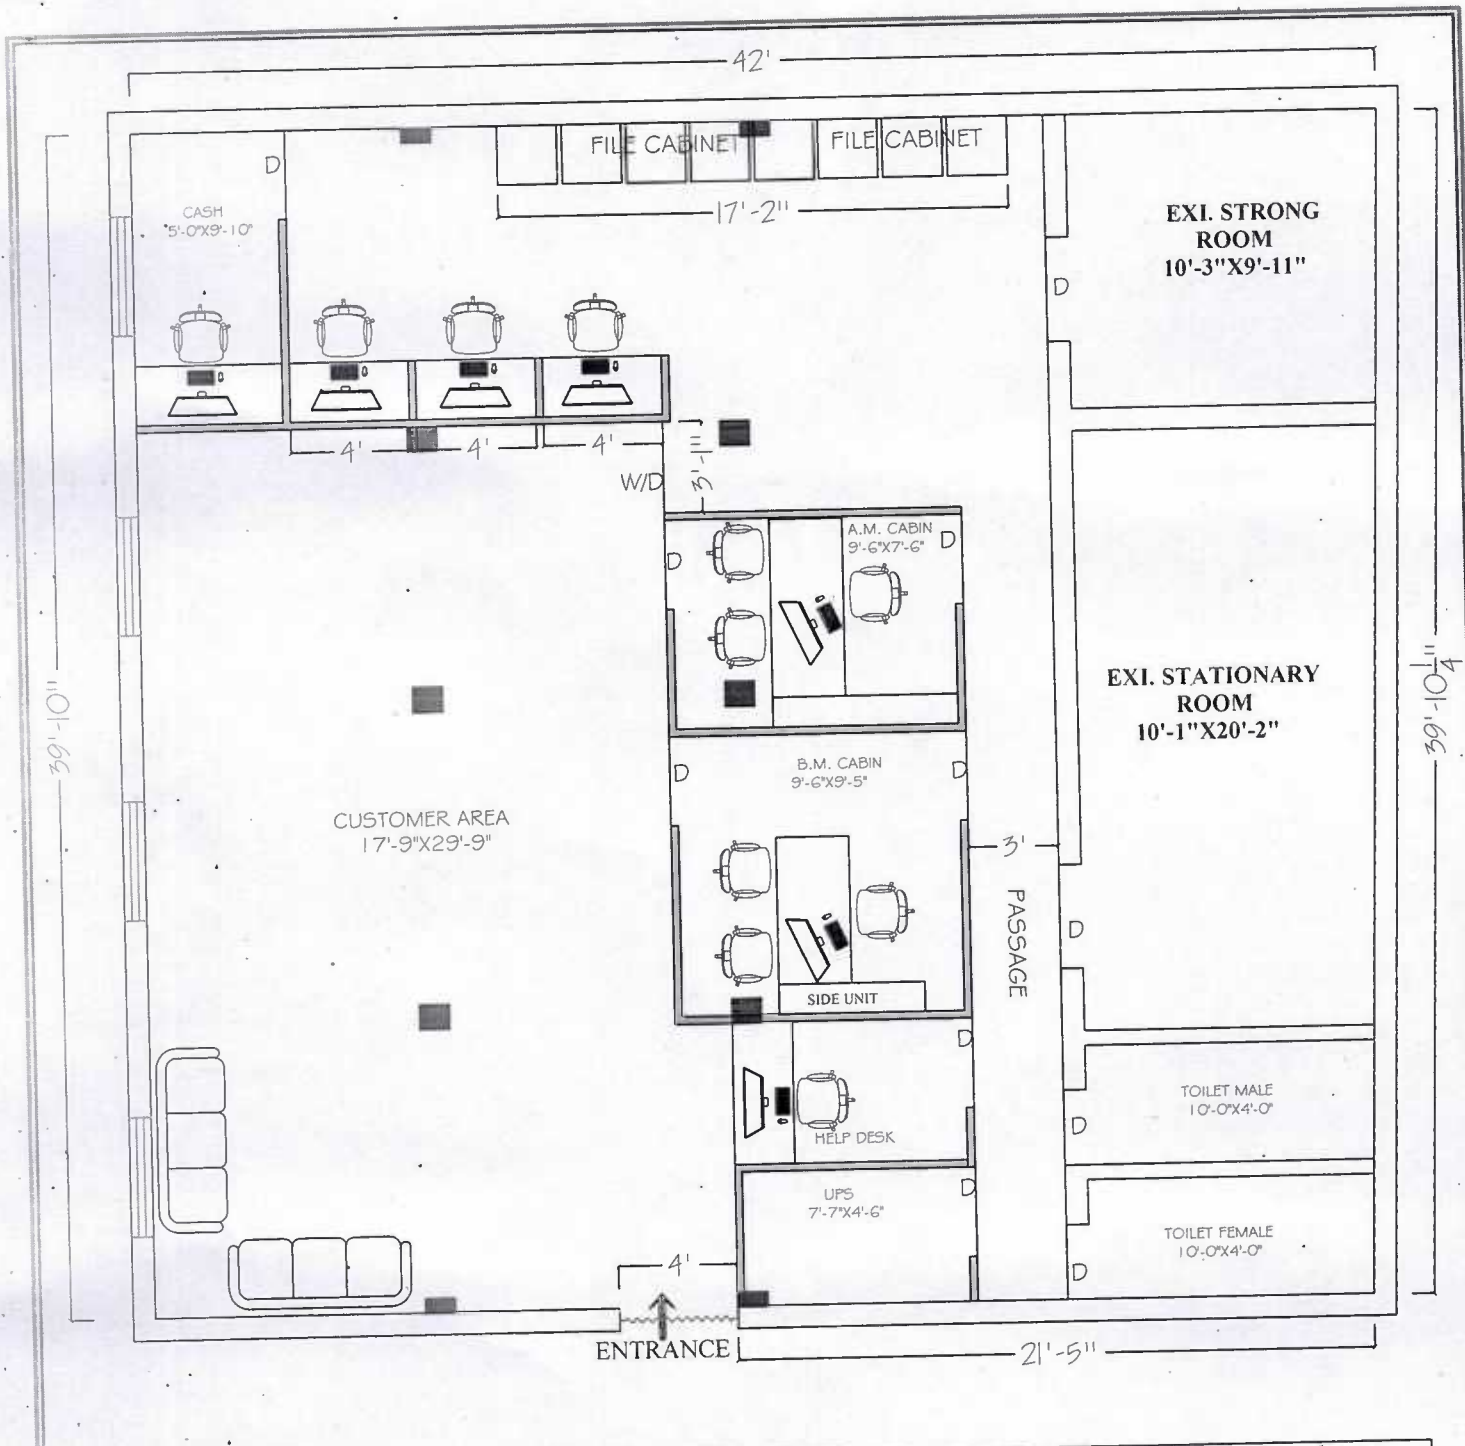 42'
FILE CABINET
FILE CABINET
17'-2"
D
CASH
5'-0"X9'-10"
EXI. STRONG
ROOM
10'-3"X9'-11"
D
4'
4'
4'
W/D
3'-11"
A.M. CABIN
9'-6"X7'-6"
D
D
39'-10"
EXI. STATIONARY
ROOM
10'-1"X20'-2"
B.M. CABIN
9'-6"X9'-5"
D
D
CUSTOMER AREA
17'-9"X29'-9"
3'
PASSAGE
D
SIDE UNIT
D
HELP DESK
TOILET MALE
10'-0"X4'-0"
D
UPS
7'-7"X4'-6"
D
TOILET FEMALE
10'-0"X4'-0"
D
4'
ENTRANCE
21'-5"